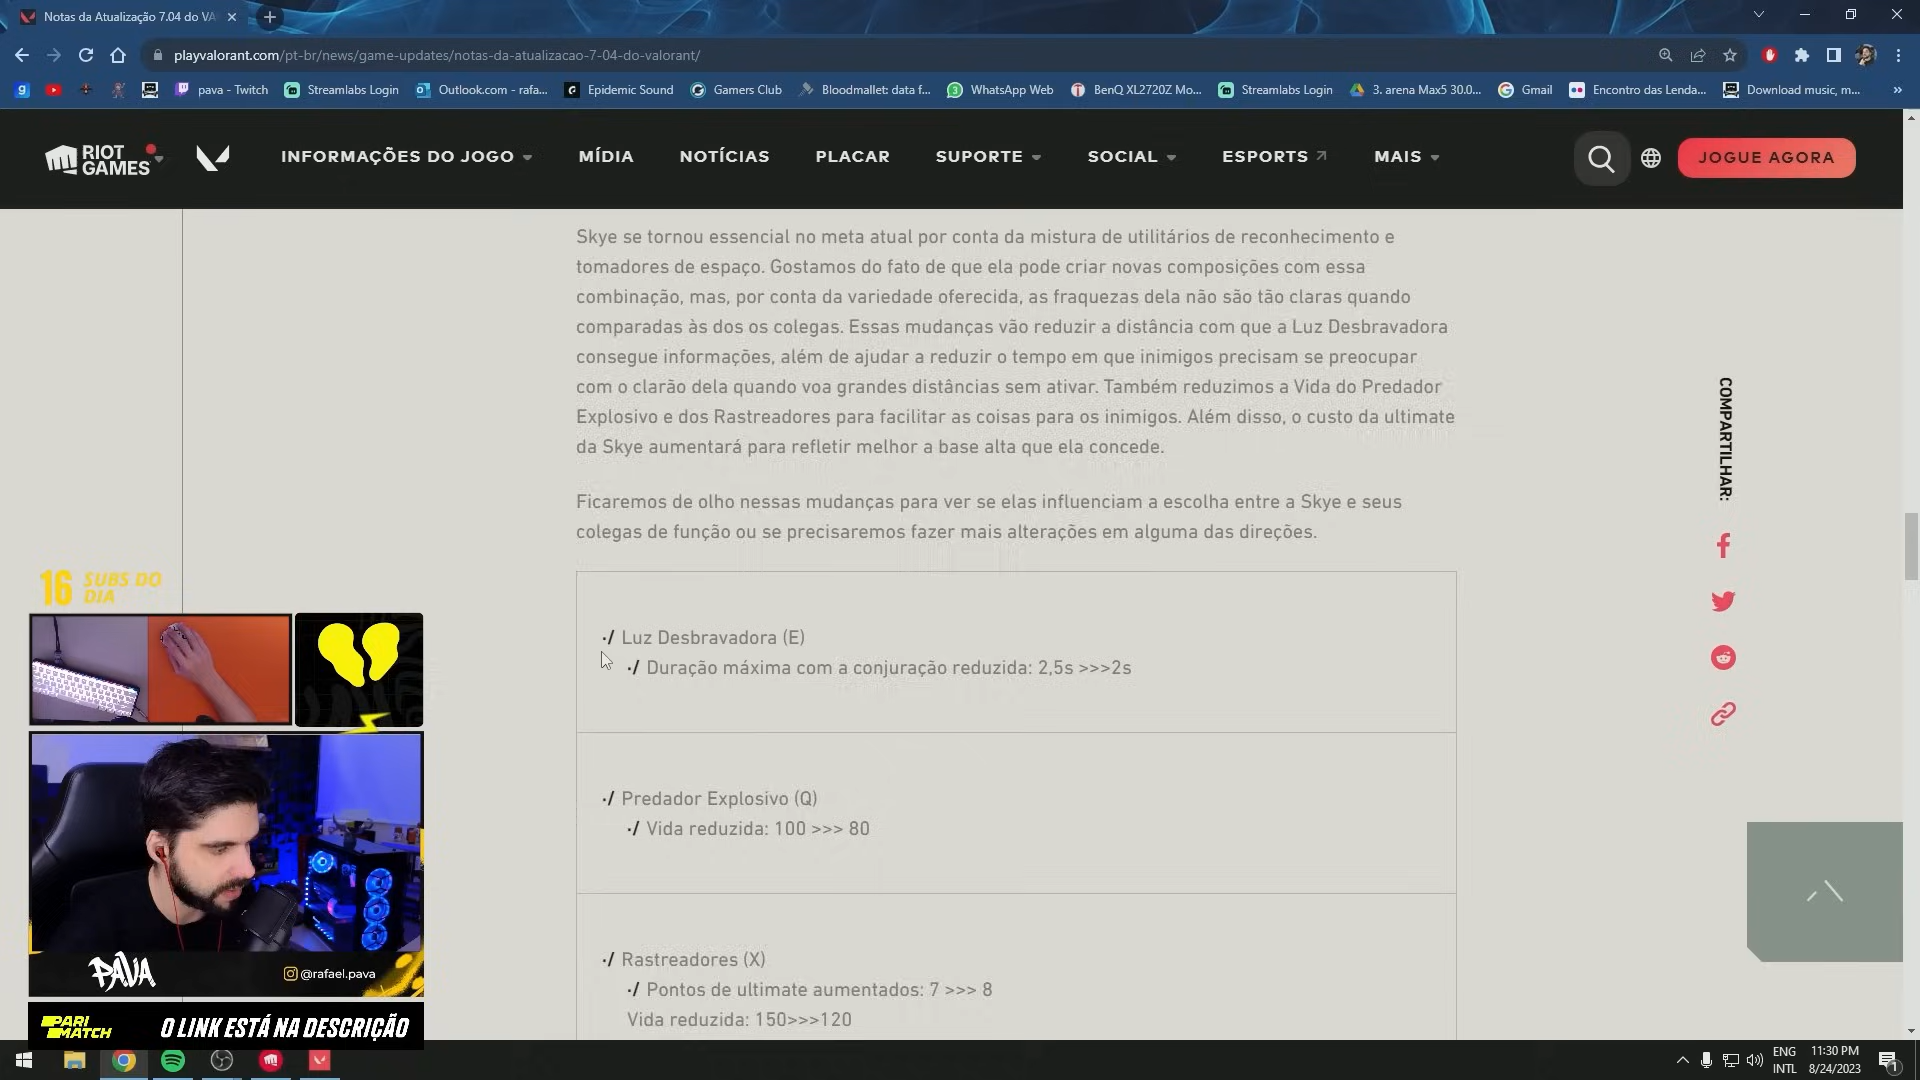 Notas da Atualização 7.04 do VA
playvalorant.com/pt-br/news/game-updates/notas-da-atualizacao-7-04-do-valorant/
pava - Twitch
Streamlabs Login
Outlook.com - rafa...
Epidemic Sound
Gamers Club
Bloodmallet: data f...
WhatsApp Web
BenQ XL2720Z Mo...
Streamlabs Login
3. arena Max5 30.0...
Gmail
Encontro das Lenda...
Download music, m...
»
RIOT
GAMES
INFORMAÇÕES DO JOGO
MÍDIA
NOTÍCIAS
PLACAR
SUPORTE
SOCIAL
ESPORTS
MAIS
JOGUE AGORA
Skye se tornou essencial no meta atual por conta da mistura de utilitários de reconhecimento e
tomadores de espaço. Gostamos do fato de que ela pode criar novas composições com essa
combinação, mas, por conta da variedade oferecida, as fraquezas dela não são tão claras quando
comparadas às dos os colegas. Essas mudanças vão reduzir a distância com que a Luz Desbravadora
consegue informações, além de ajudar a reduzir o tempo em que inimigos precisam se preocupar
com o clarão dela quando voa grandes distâncias sem ativar. Também reduzimos a Vida do Predador
Explosivo e dos Rastreadores para facilitar as coisas para os inimigos. Além disso, o custo da ultimate
da Skye aumentará para refletir melhor a base alta que ela concede.
Ficaremos de olho nessas mudanças para ver se elas influenciam a escolha entre a Skye e seus
colegas de função ou se precisaremos fazer mais alterações em alguma das direções.
COMPARTILHAR:
·/ Luz Desbravadora (E)
·/ Duração máxima com a conjuração reduzida: 2,5s >>>2s
·/ Predador Explosivo (Q)
·/ Vida reduzida: 100 >>> 80
·/ Rastreadores (X)
·/ Pontos de ultimate aumentados: 7 >>> 8
Vida reduzida: 150>>>120
16 SUBS DO
DIA
PAVA
@rafael.pava
PARI
MATCH
O LINK ESTÁ NA DESCRIÇÃO
ENG
INTL
11:30 PM
8/24/2023
1